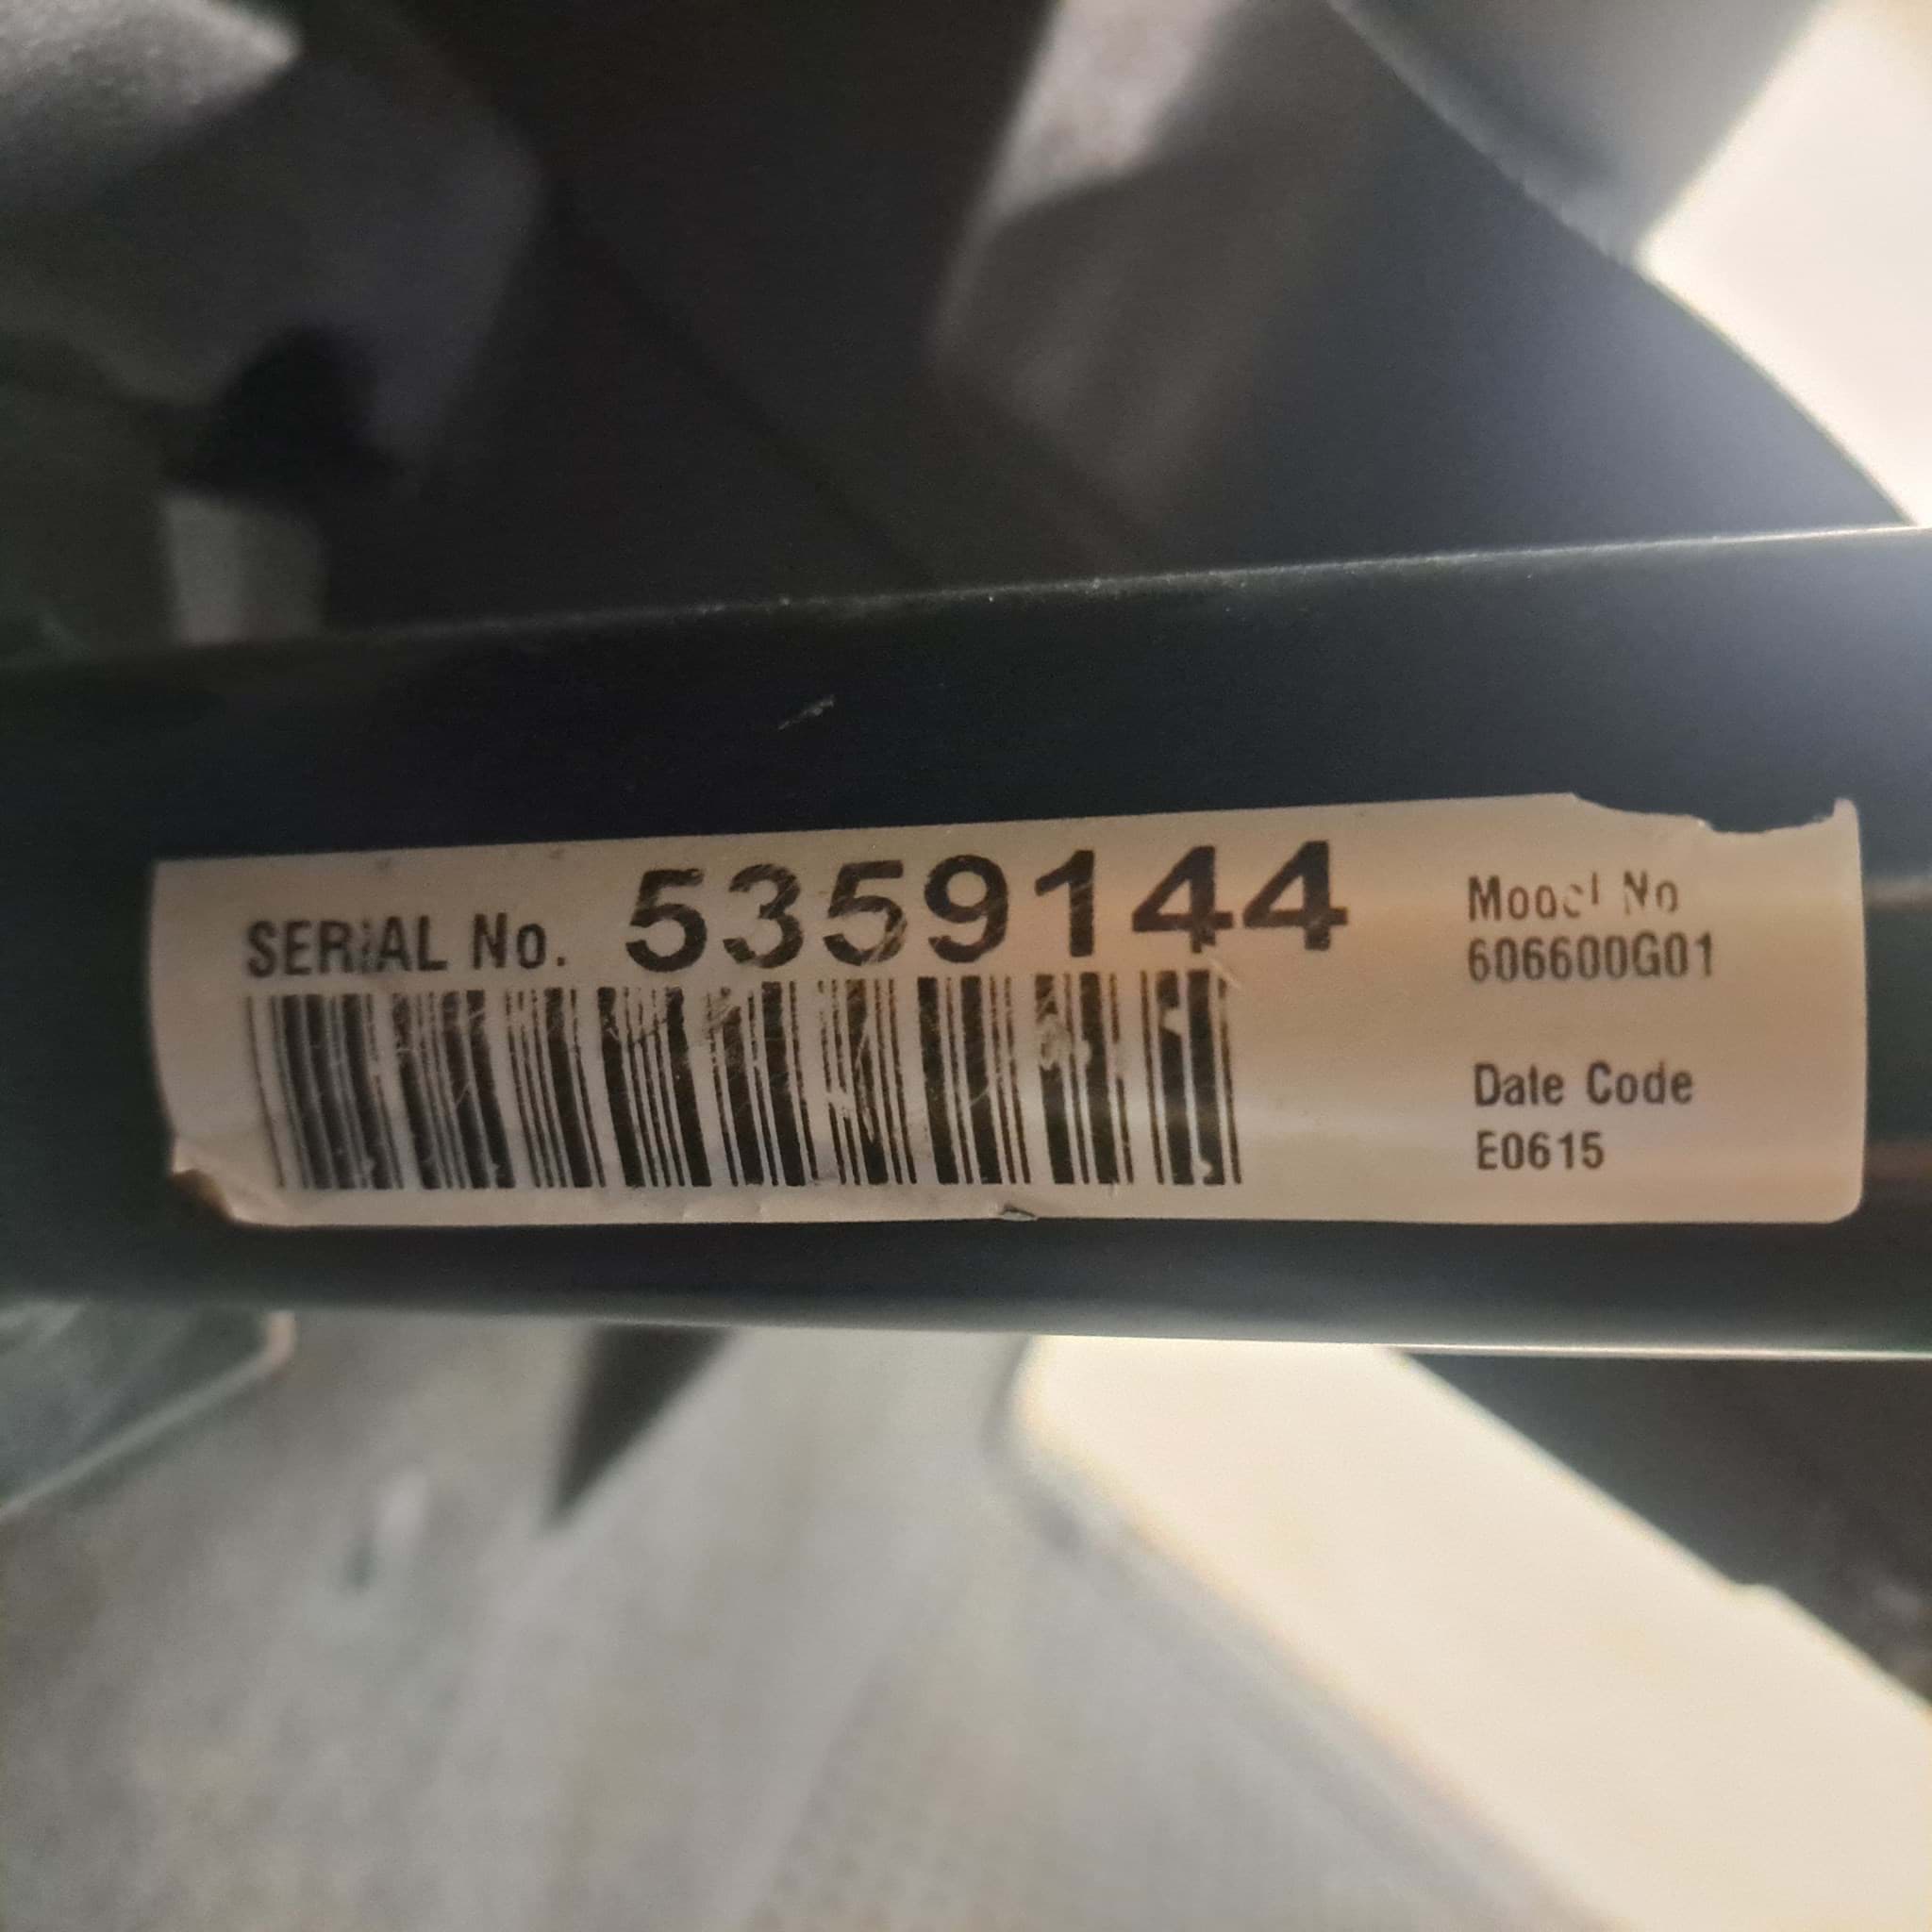 SERIAL No. 5359144
Model No
606600G01
Date Code
E0615